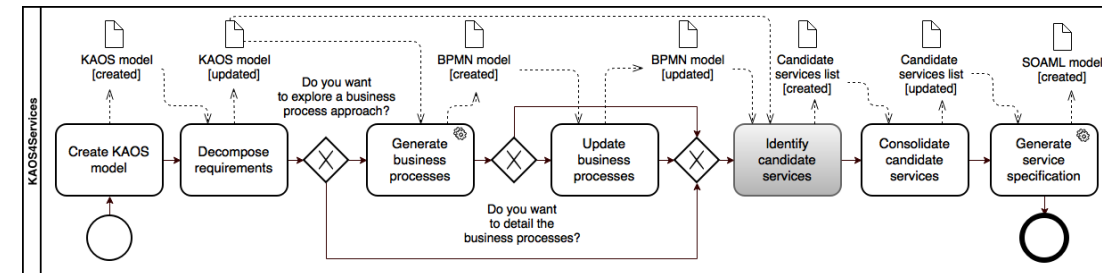 KAOS4Services
KAOS model
[created]
KAOS model
[updated]
BPMN model
[created]
BPMN model
[updated]
Candidate
services list
[created]
Candidate
services list
[updated]
SOAML model
[created]
Do you want
to explore a business
process approach?
Create KAOS
model
Decompose
requirements
X
Generate
business
processes
X
Update
business
processes
X
Identify
candidate
services
Consolidate
candidate
services
Generate
service
specification
Do you want
to detail the
business processes?